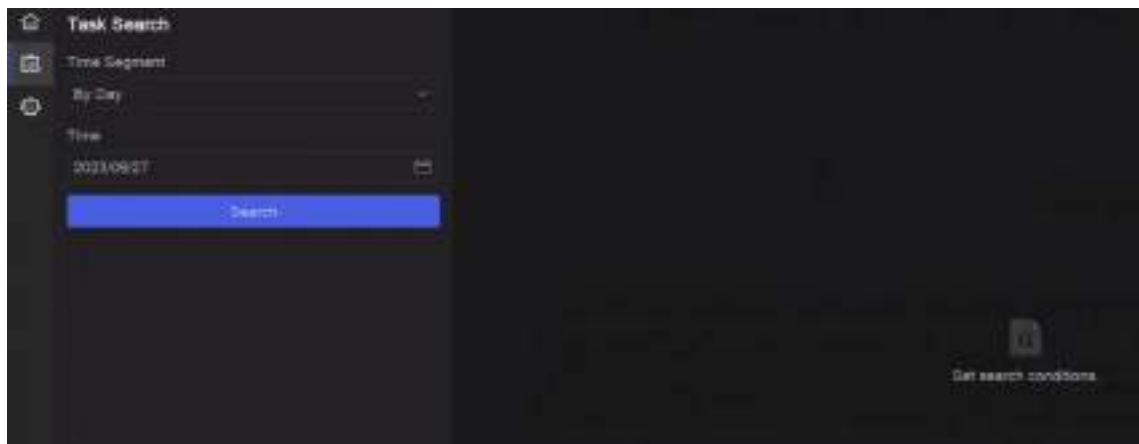 Task Search
Time Segment
By Day
Time
2023/09/27
Search
Set search conditions